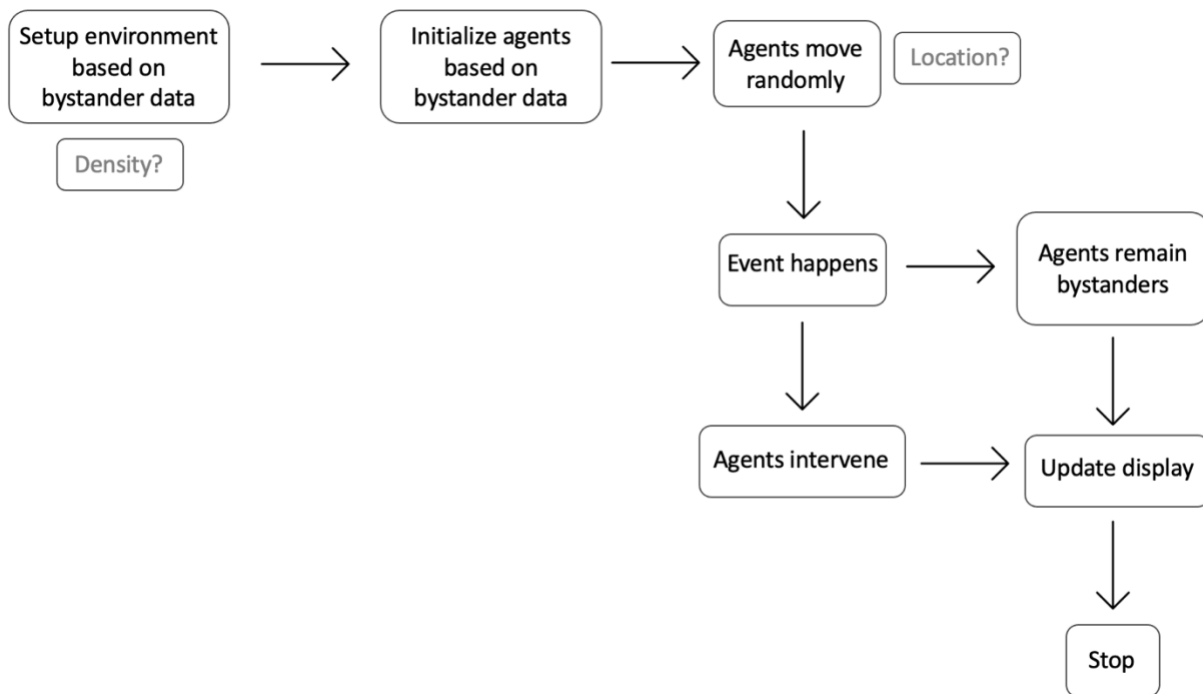 Setup environment
based on
bystander data
Density?
Initialize agents
based on
bystander data
Agents move
randomly
Location?
Event happens
Agents remain
bystanders
Agents intervene
Update display
Stop